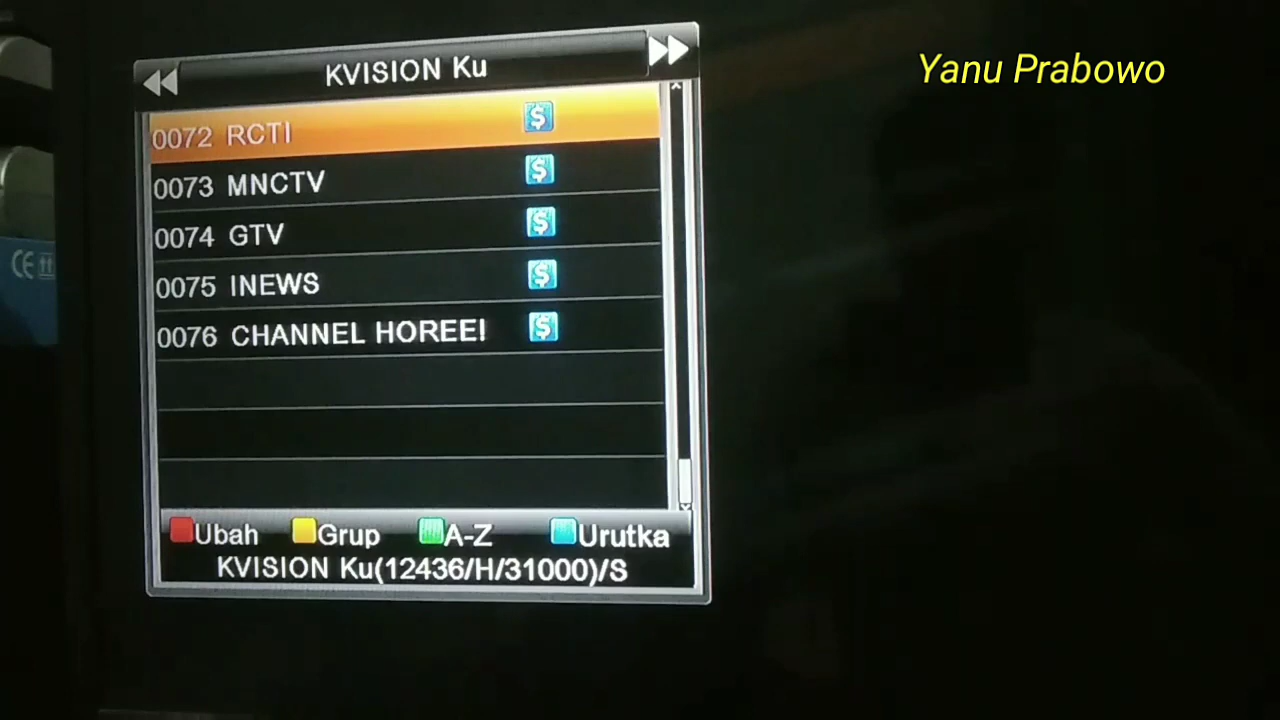 KVISION Ku
Yanu Prabowo
0072 RCTI $
0073 MNCTV $
0074 GTV $
0075 INEWS $
0076 CHANNEL HOREE! $
Ubah Grup A-Z Urutka
KVISION Ku(12436/H/31000)/S
CE